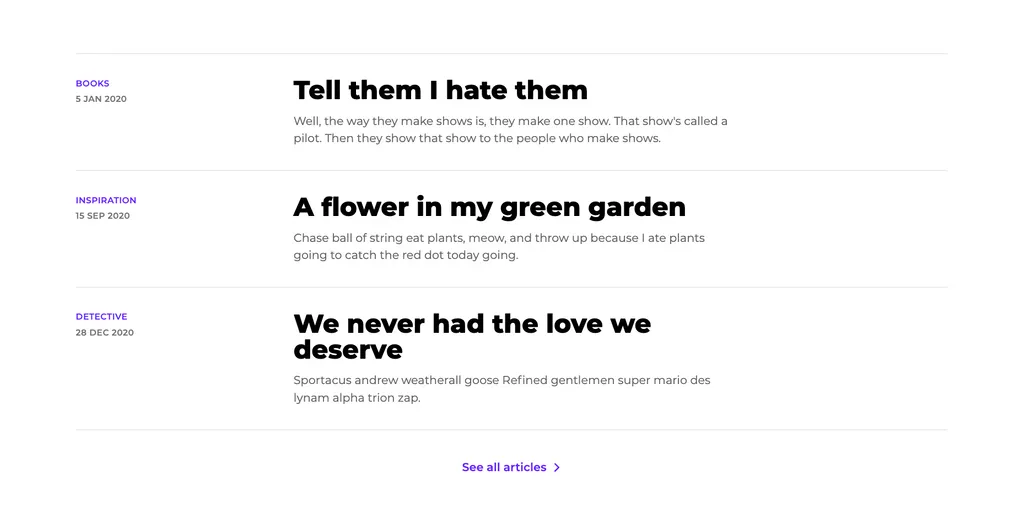 BOOKS
5 JAN 2020
Tell them I hate them
Well, the way they make shows is, they make one show. That show's called a
pilot. Then they show that show to the people who make shows.
INSPIRATION
15 SEP 2020
A flower in my green garden
Chase ball of string eat plants, meow, and throw up because I ate plants
going to catch the red dot today going.
DETECTIVE
28 DEC 2020
We never had the love we
deserve
Sportacus andrew weatherall goose Refined gentlemen super mario des
lynam alpha trion zap.
See all articles